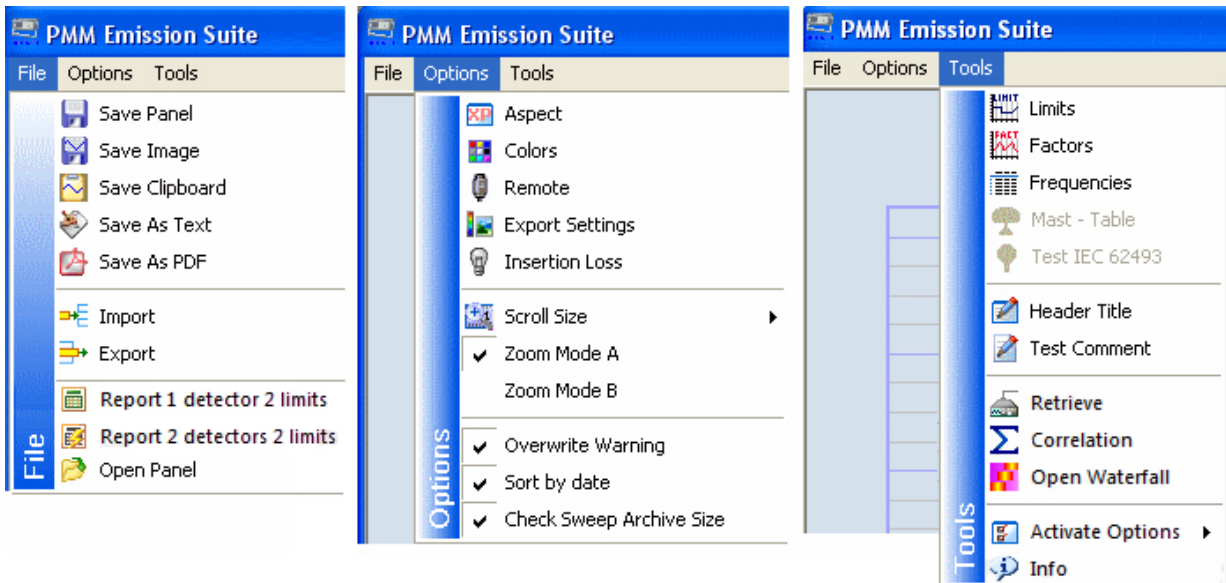 PMM Emission Suite
File Options Tools
Save Panel
Save Image
Save Clipboard
Save As Text
Save As PDF
Import
Export
Report 1 detector 2 limits
Report 2 detectors 2 limits
Open Panel
File
PMM Emission Suite
File Options Tools
XP Aspect
Colors
Remote
Export Settings
Insertion Loss
Scroll Size
Zoom Mode A
Zoom Mode B
Overwrite Warning
Sort by date
Check Sweep Archive Size
Options
PMM Emission Suite
File Options Tools
LIMIT Limits
FACT Factors
Frequencies
Mast - Table
Test IEC 62493
Header Title
Test Comment
Retrieve
Σ Correlation
Open Waterfall
Activate Options
Info
Tools